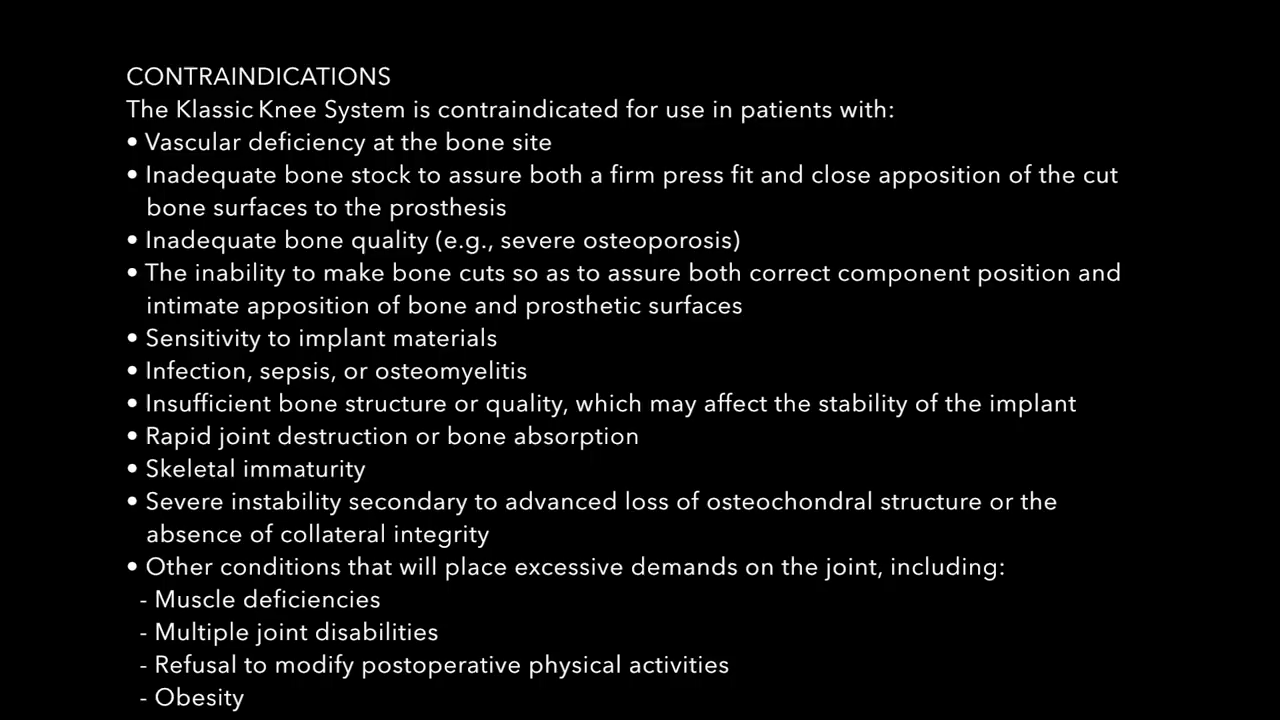 CONTRAINDICATIONS
The Klassic Knee System is contraindicated for use in patients with:
• Vascular deficiency at the bone site
• Inadequate bone stock to assure both a firm press fit and close apposition of the cut
bone surfaces to the prosthesis
• Inadequate bone quality (e.g., severe osteoporosis)
• The inability to make bone cuts so as to assure both correct component position and
intimate apposition of bone and prosthetic surfaces
• Sensitivity to implant materials
• Infection, sepsis, or osteomyelitis
• Insufficient bone structure or quality, which may affect the stability of the implant
• Rapid joint destruction or bone absorption
• Skeletal immaturity
• Severe instability secondary to advanced loss of osteochondral structure or the
absence of collateral integrity
• Other conditions that will place excessive demands on the joint, including:
- Muscle deficiencies
- Multiple joint disabilities
- Refusal to modify postoperative physical activities
- Obesity